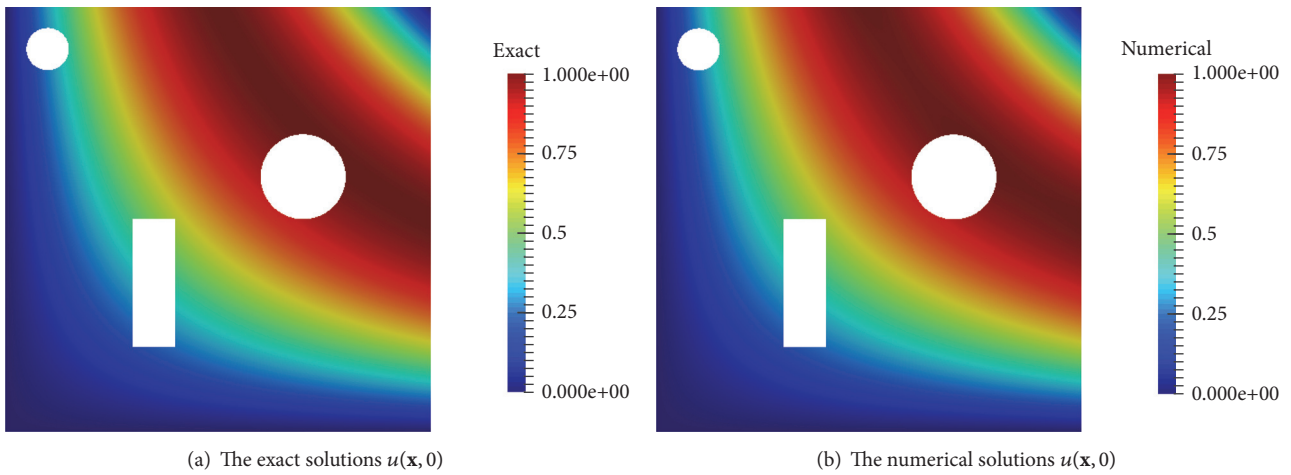 Exact
1.000e+00
0.75
0.5
0.25
0.000e+00
(a) The exact solutions u(x, 0)
Numerical
1.000e+00
0.75
0.5
0.25
0.000e+00
(b) The numerical solutions u(x, 0)